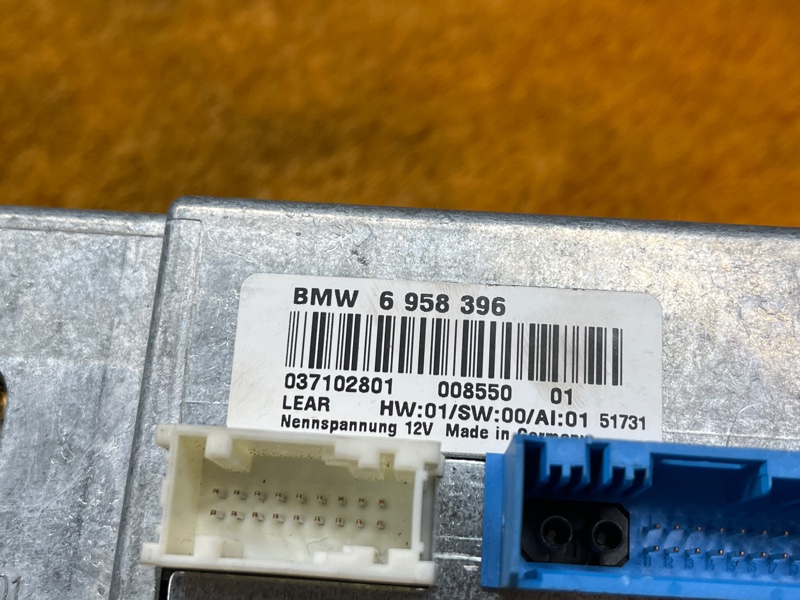 BMW 6 958 396
037102801 008550 01
LEAR HW:01/SW:00/AI:01 51731
Nennspannung 12V Made in Germany